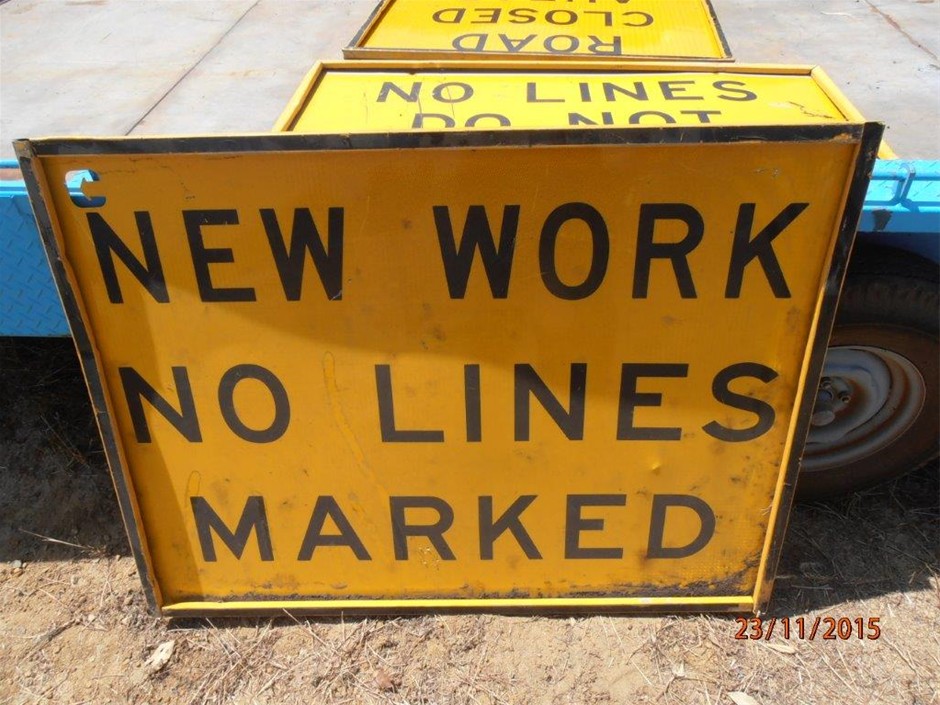 ROAD
CLOSED
NO LINES
DO NOT
NEW WORK
NO LINES
MARKED
23/11/2015